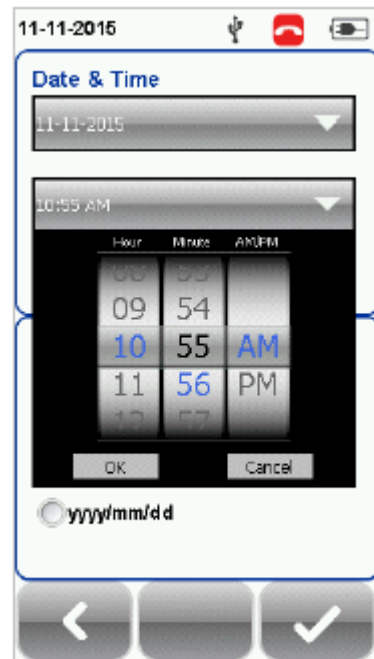 11-11-2015
Date & Time
11-11-2015
10:55 AM
Hour Minute AM/PM
09 54
10 55 AM
11 56 PM
OK Cancel
yyyy/mm/dd